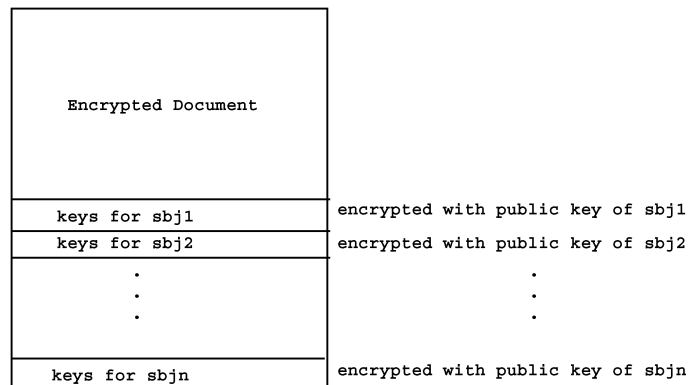 Encrypted Document
keys for sbj1 encrypted with public key of sbj1
keys for sbj2 encrypted with public key of sbj2
. .
. .
. .
keys for sbjn encrypted with public key of sbjn